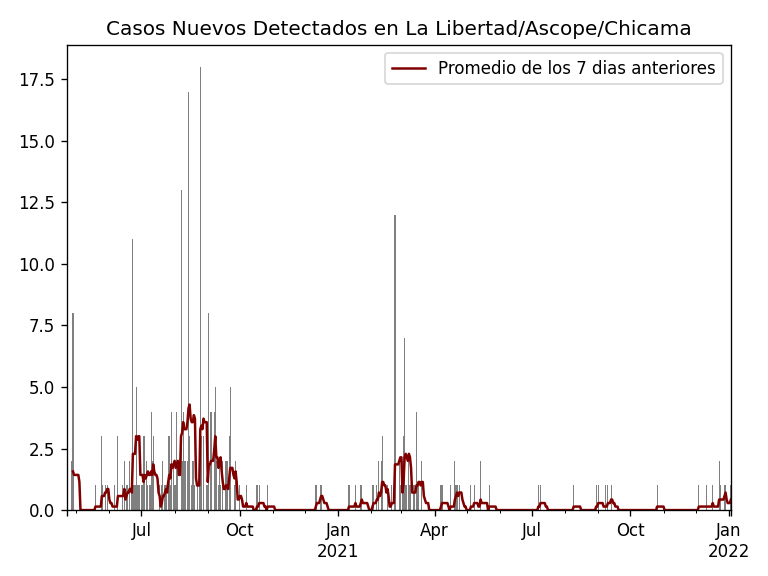 Casos Nuevos Detectados en La Libertad/Ascope/Chicama
Promedio de los 7 dias anteriores
17.5
15.0
12.5
10.0
7.5
5.0
2.5
0.0
Jul
Oct
Jan
2021
Apr
Jul
Oct
Jan
2022